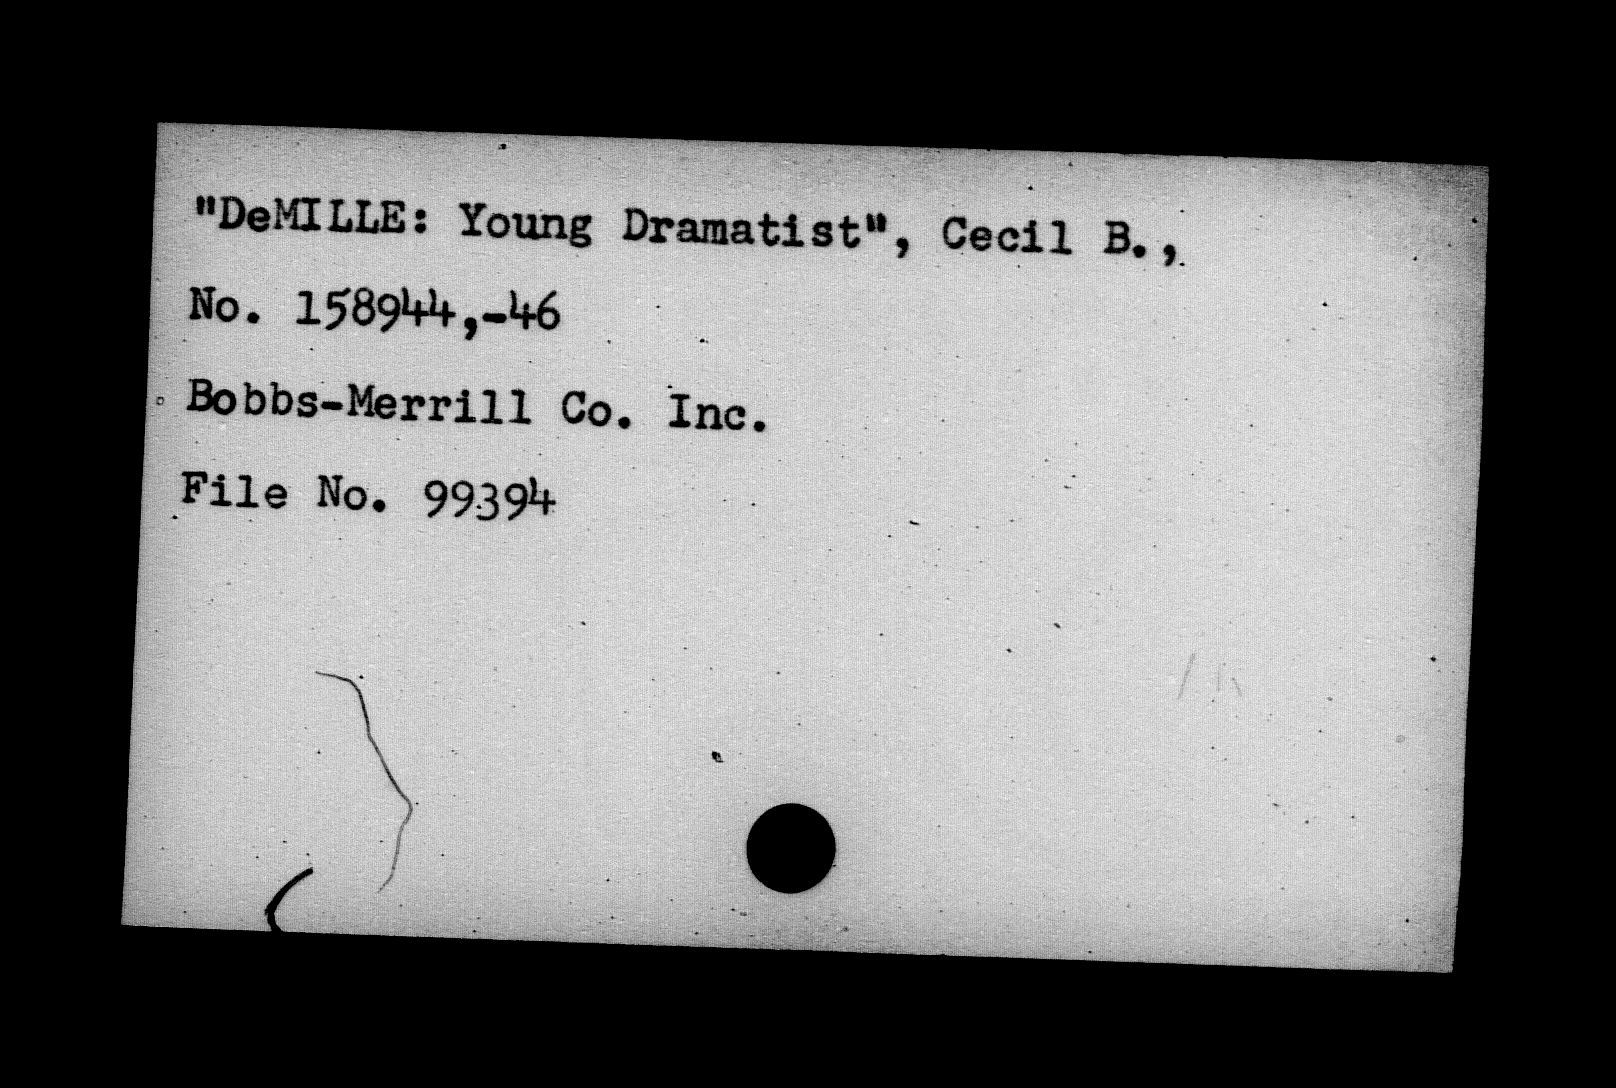 "DeMILLE: Young Dramatist", Cecil B.,
No. 158944,-46
Bobbs-Merrill Co. Inc.
File No. 99394